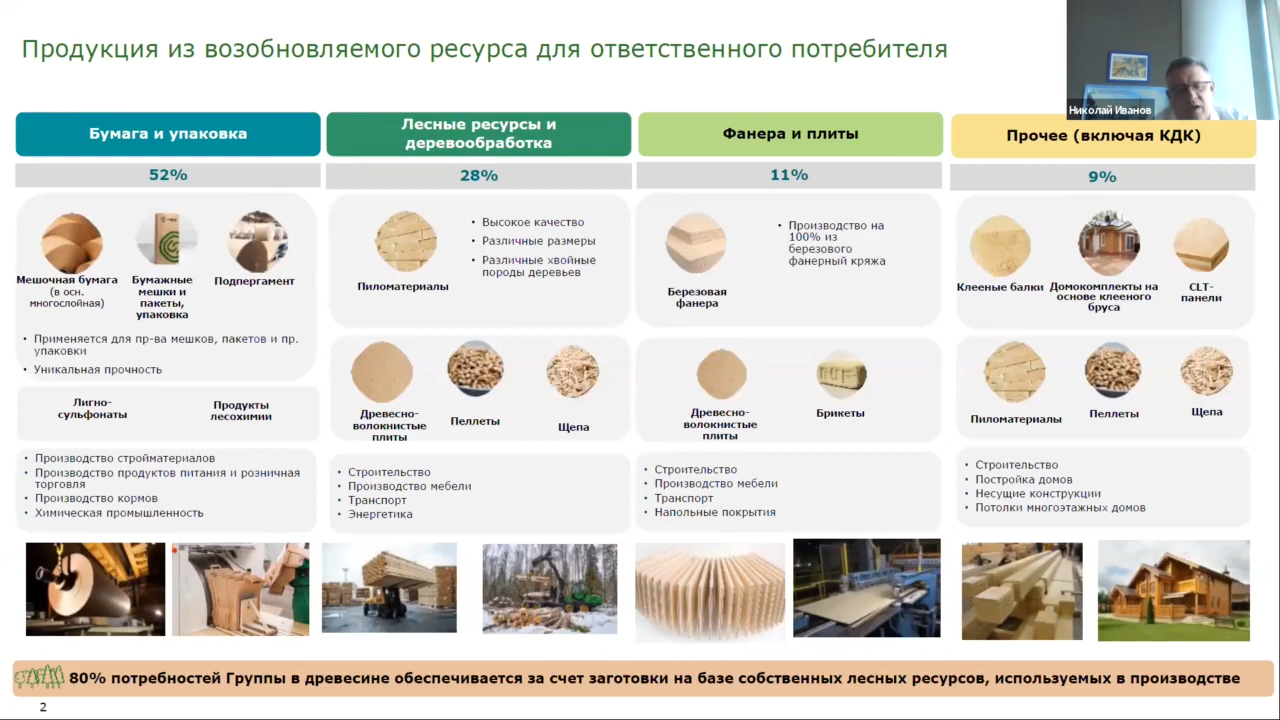 Продукция из возобновляемого ресурса для ответственного потребителя
Николай Иванов
Бумага и упаковка
52%
Мешочная бумага
(в осн.
многослойная)
Бумажные
мешки и
пакеты,
упаковка
Подпергамент
• Применяется для пр-ва мешков, пакетов и пр.
упаковки
• Уникальная прочность
Лигно-
сульфонаты
Продукты
лесохимии
• Производство стройматериалов
• Производство продуктов питания и розничная
торговля
• Производство кормов
• Химическая промышленность
Лесные ресурсы и
деревообработка
28%
Пиломатериалы
• Высокое качество
• Различные размеры
• Различные хвойные
породы деревьев
Древесно-
волокнистые
плиты
Пеллеты
Щепа
• Строительство
• Производство мебели
• Транспорт
• Энергетика
Фанера и плиты
11%
Березовая
фанера
• Производство на
100% из
березового
фанерный кряжа
Древесно-
волокнистые
плиты
Брикеты
• Строительство
• Производство мебели
• Транспорт
• Напольные покрытия
Прочее (включая КДК)
9%
Клееные балки
Домокомплекты на
основе клееного
бруса
CLT-
панели
Пиломатериалы
Пеллеты
Щепа
• Строительство
• Постройка домов
• Несущие конструкции
• Потолки многоэтажных домов
80% потребностей Группы в древесине обеспечивается за счет заготовки на базе собственных лесных ресурсов, используемых в производстве
2